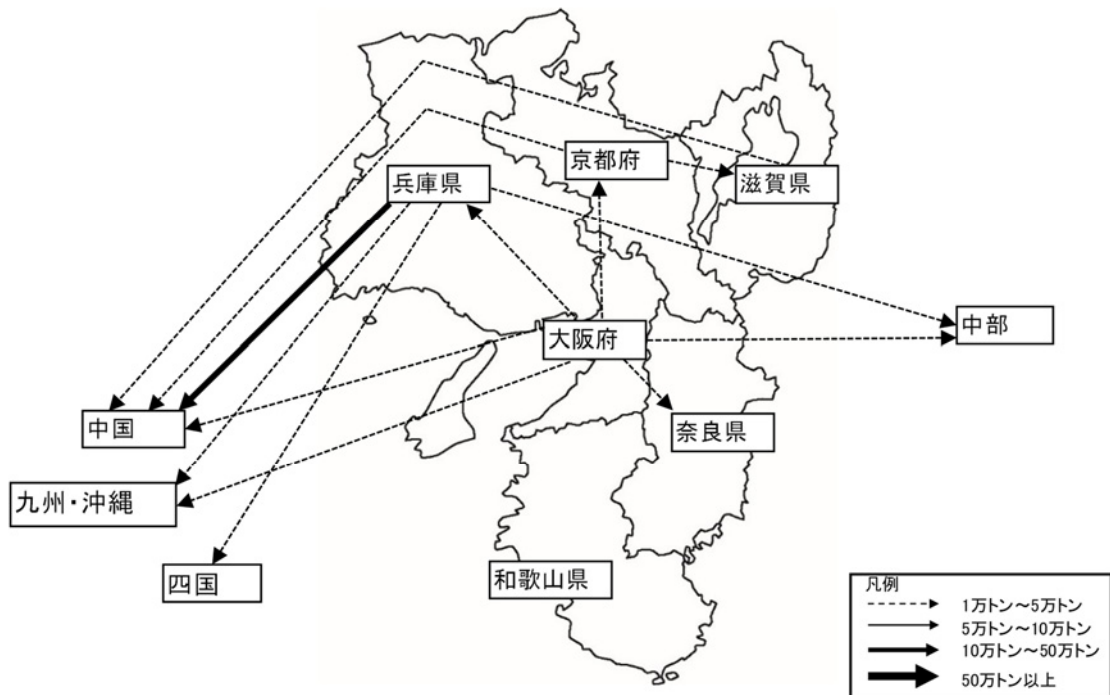 京都府
兵庫県
滋賀県
中部
大阪府
中国
奈良県
九州・沖縄
四国
和歌山県
凡例
1万トン～5万トン
5万トン～10万トン
10万トン～50万トン
50万トン以上